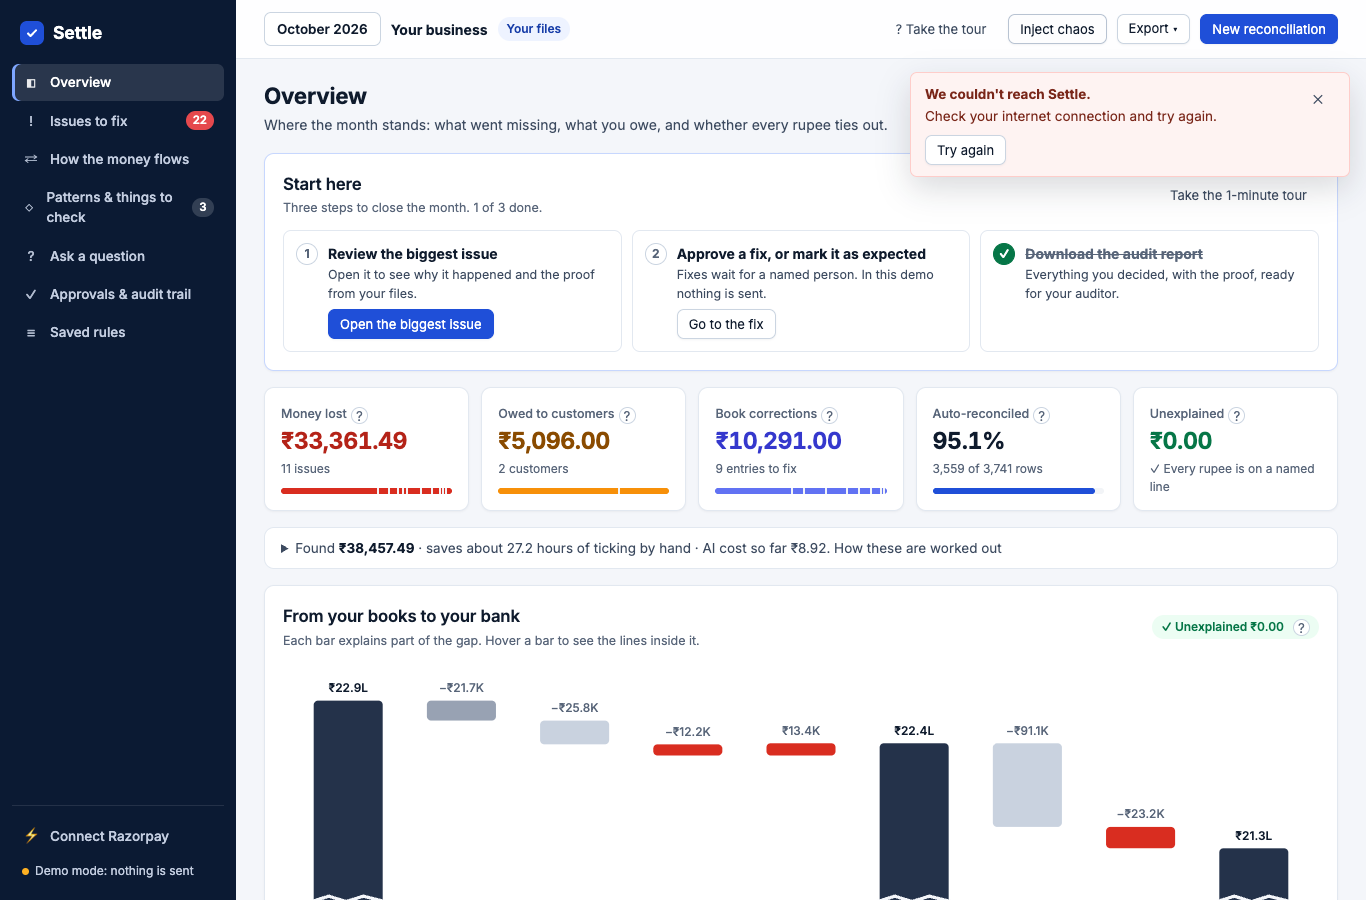 Settle
Overview
! Issues to fix 22
How the money flows
Patterns & things to
check
3
? Ask a question
Approvals & audit trail
Saved rules
⚡ Connect Razorpay
Demo mode: nothing is sent
October 2026 Your business Your files
? Take the tour Inject chaos Export New reconciliation
We couldn't reach Settle.
Check your internet connection and try again.
Try again
Overview
Where the month stands: what went missing, what you owe, and whether every rupee ties out.
Start here
Three steps to close the month. 1 of 3 done.
Take the 1-minute tour
1 Review the biggest issue
Open it to see why it happened and the proof
from your files.
Open the biggest issue
2 Approve a fix, or mark it as expected
Fixes wait for a named person. In this demo
nothing is sent.
Go to the fix
✓ Download the audit report
Everything you decided, with the proof, ready
for your auditor.
Money lost ?
₹33,361.49
11 issues
Owed to customers ?
₹5,096.00
2 customers
Book corrections ?
₹10,291.00
9 entries to fix
Auto-reconciled ?
95.1%
3,559 of 3,741 rows
Unexplained ?
₹0.00
✓ Every rupee is on a named
line
▶ Found ₹38,457.49 · saves about 27.2 hours of ticking by hand · AI cost so far ₹8.92. How these are worked out
From your books to your bank
Each bar explains part of the gap. Hover a bar to see the lines inside it.
✓ Unexplained ₹0.00 ?
₹22.9L
−₹21.7K
−₹25.8K
−₹12.2K
₹13.4K
₹22.4L
−₹91.1K
−₹23.2K
₹21.3L